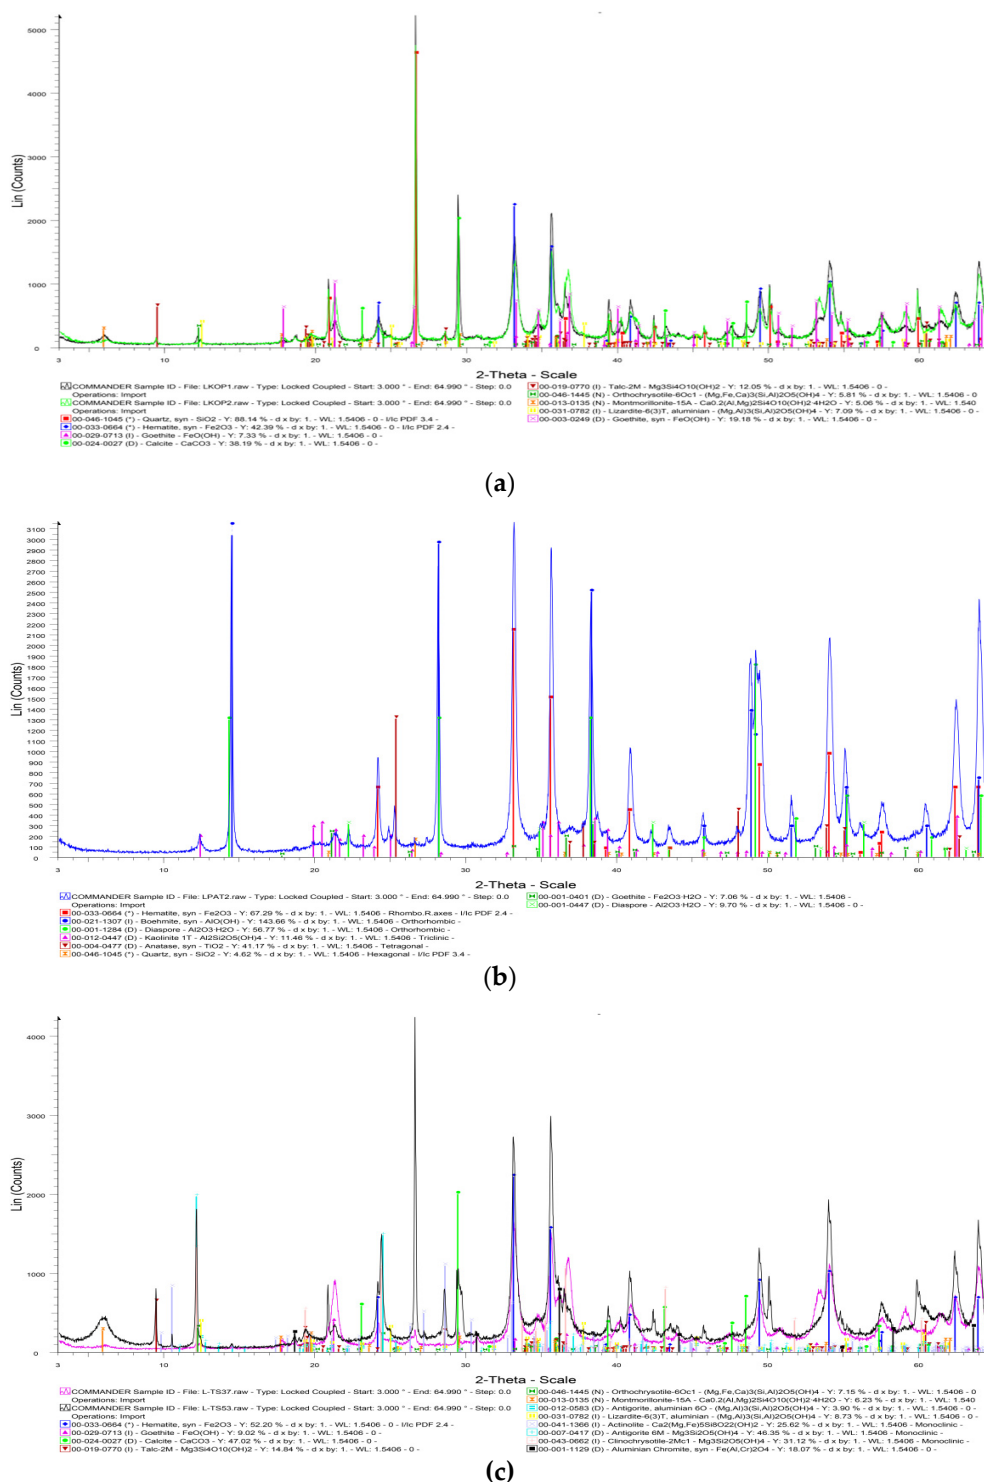 Lin (Counts)
5000
4000
3000
2000
1000
0
3 10 20 30 40 50 60
2-Theta - Scale
COMMANDER Sample ID - File: LKOP1.raw - Type: Locked Coupled - Start: 3.000 ° - End: 64.990 ° - Step: 0.0
Operations: Import
COMMANDER Sample ID - File: LKOP2.raw - Type: Locked Coupled - Start: 3.000 ° - End: 64.990 ° - Step: 0.0
Operations: Import
00-046-1045 (*) - Quartz, syn - SiO2 - Y: 88.14 % - d x by: 1. - WL: 1.5406 - 0 - I/Ic PDF 3.4 -
00-033-0664 (*) - Hematite, syn - Fe2O3 - Y: 42.39 % - d x by: 1. - WL: 1.5406 - 0 - I/Ic PDF 2.4 -
00-029-0713 (I) - Goethite - FeO(OH) - Y: 7.33 % - d x by: 1. - WL: 1.5406 - 0 -
00-024-0027 (D) - Calcite - CaCO3 - Y: 38.19 % - d x by: 1. - WL: 1.5406 - 0 -
00-019-0770 (I) - Talc-2M - Mg3Si4O10(OH)2 - Y: 12.05 % - d x by: 1. - WL: 1.5406 - 0 -
00-046-1445 (N) - Orthochrysotile-6Oc1 - (Mg,Fe,Ca)3(Si,Al)2O5(OH)4 - Y: 5.81 % - d x by: 1. - WL: 1.5406 - 0
00-013-0135 (N) - Montmorillonite-15A - Ca0.2(Al,Mg)2Si4O10(OH)2·4H2O - Y: 5.06 % - d x by: 1. - WL: 1.540
00-031-0782 (I) - Lizardite-6(3)T, aluminian - (Mg,Al)3(Si,Al)2O5(OH)4 - Y: 7.09 % - d x by: 1. - WL: 1.5406 - 0 -
00-003-0249 (D) - Goethite, syn - FeO(OH) - Y: 19.18 % - d x by: 1. - WL: 1.5406 - 0 -
(a)
Lin (Counts)
3100
3000
2900
2800
2700
2600
2500
2400
2300
2200
2100
2000
1900
1800
1700
1600
1500
1400
1300
1200
1100
1000
900
800
700
600
500
400
300
200
100
0
3 10 20 30 40 50 60
2-Theta - Scale
COMMANDER Sample ID - File: LPAT2.raw - Type: Locked Coupled - Start: 3.000 ° - End: 64.990 ° - Step: 0.0
Operations: Import
00-033-0664 (*) - Hematite, syn - Fe2O3 - Y: 67.29 % - d x by: 1. - WL: 1.5406 - Rhombo.R.axes - I/Ic PDF 2.4 -
00-021-1307 (I) - Boehmite, syn - AlO(OH) - Y: 143.66 % - d x by: 1. - WL: 1.5406 - Orthorhombic -
00-001-1284 (D) - Diaspore - Al2O3·H2O - Y: 56.77 % - d x by: 1. - WL: 1.5406 - Orthorhombic -
00-012-0447 (D) - Kaolinite 1T - Al2Si2O5(OH)4 - Y: 11.46 % - d x by: 1. - WL: 1.5406 - Triclinic -
00-004-0477 (D) - Anatase, syn - TiO2 - Y: 41.17 % - d x by: 1. - WL: 1.5406 - Tetragonal -
00-046-1045 (*) - Quartz, syn - SiO2 - Y: 4.62 % - d x by: 1. - WL: 1.5406 - Hexagonal - I/Ic PDF 3.4 -
00-001-0401 (D) - Goethite - Fe2O3·H2O - Y: 7.06 % - d x by: 1. - WL: 1.5406 -
00-001-0447 (D) - Diaspore - Al2O3·H2O - Y: 9.70 % - d x by: 1. - WL: 1.5406 - 0 -
(b)
Lin (Counts)
4000
3000
2000
1000
0
3 10 20 30 40 50 60
2-Theta - Scale
COMMANDER Sample ID - File: L-TS37.raw - Type: Locked Coupled - Start: 3.000 ° - End: 64.990 ° - Step: 0.0
Operations: Import
COMMANDER Sample ID - File: L-TS53.raw - Type: Locked Coupled - Start: 3.000 ° - End: 64.990 ° - Step: 0.0
Operations: Import
00-033-0664 (*) - Hematite, syn - Fe2O3 - Y: 52.20 % - d x by: 1. - WL: 1.5406 - 0 - I/Ic PDF 2.4 -
00-029-0713 (I) - Goethite - FeO(OH) - Y: 9.02 % - d x by: 1. - WL: 1.5406 - 0 -
00-024-0027 (D) - Calcite - CaCO3 - Y: 47.02 % - d x by: 1. - WL: 1.5406 - 0 -
00-019-0770 (I) - Talc-2M - Mg3Si4O10(OH)2 - Y: 14.84 % - d x by: 1. - WL: 1.5406 - 0 -
00-046-1445 (N) - Orthochrysotile-6Oc1 - (Mg,Fe,Ca)3(Si,Al)2O5(OH)4 - Y: 7.15 % - d x by: 1. - WL: 1.5406 - 0
00-013-0135 (N) - Montmorillonite-15A - Ca0.2(Al,Mg)2Si4O10(OH)2·4H2O - Y: 6.23 % - d x by: 1. - WL: 1.540
00-012-0583 (D) - Antigorite, aluminian 6O - (Mg,Al)3(Si,Al)2O5(OH)4 - Y: 3.90 % - d x by: 1. - WL: 1.5406 - 0 -
00-031-0782 (I) - Lizardite-6(3)T, aluminian - (Mg,Al)3(Si,Al)2O5(OH)4 - Y: 8.73 % - d x by: 1. - WL: 1.5406 - 0 -
00-041-1366 (I) - Actinolite - Ca2(Mg,Fe)5Si8O22(OH)2 - Y: 25.62 % - d x by: 1. - WL: 1.5406 - Monoclinic -
00-007-0417 (D) - Antigorite 6M - Mg3Si2O5(OH)4 - Y: 46.35 % - d x by: 1. - WL: 1.5406 - Monoclinic -
00-043-0662 (I) - Clinochrysotile-2Mc1 - Mg3Si2O5(OH)4 - Y: 31.12 % - d x by: 1. - WL: 1.5406 - Monoclinic
00-001-1129 (D) - Aluminian Chromite, syn - Fe(Al,Cr)2O4 - Y: 18.07 % - d x by: 1. - WL: 1.5406 - 0 -
(c)